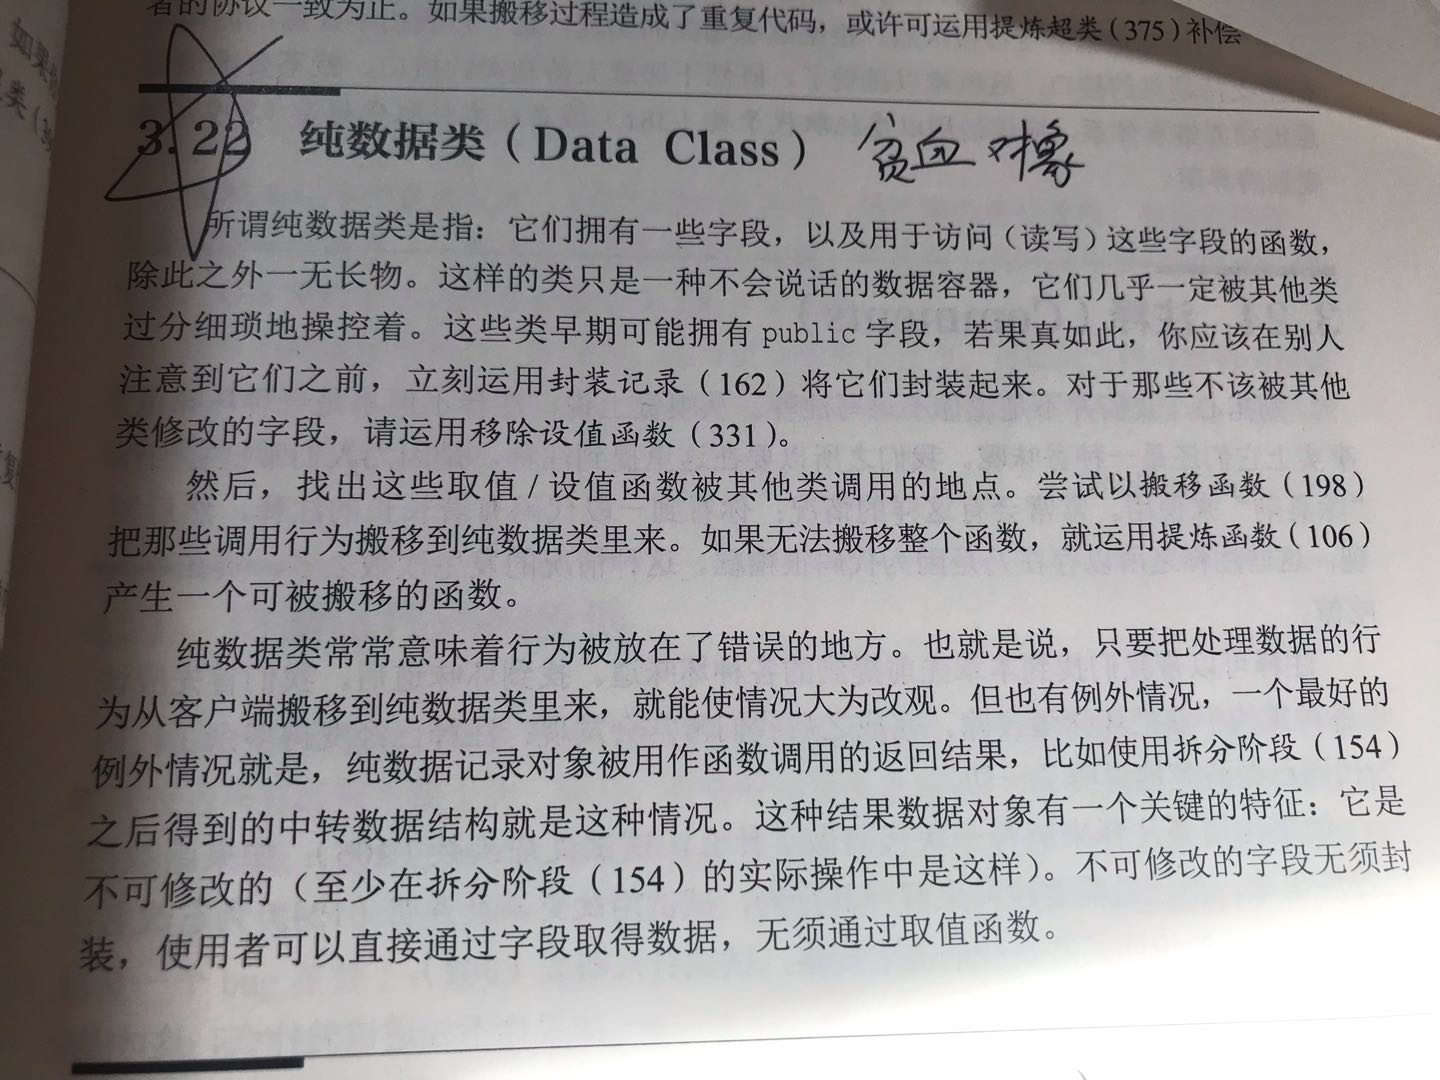 者的协议一致为止。如果搬移过程造成了重复代码，或许可运用提炼超类（375）补偿
3.22 纯数据类（Data Class） 贫血对象
所谓纯数据类是指：它们拥有一些字段，以及用于访问（读写）这些字段的函数，
除此之外一无长物。这样的类只是一种不会说话的数据容器，它们几乎一定被其他类
过分细琐地操控着。这些类早期可能拥有 public 字段，若果真如此，你应该在别人
注意到它们之前，立刻运用封装记录（162）将它们封装起来。对于那些不该被其他
类修改的字段，请运用移除设值函数（331）。
然后，找出这些取值/设值函数被其他类调用的地点。尝试以搬移函数（198）
把那些调用行为搬移到纯数据类里来。如果无法搬移整个函数，就运用提炼函数（106）
产生一个可被搬移的函数。
纯数据类常常意味着行为被放在了错误的地方。也就是说，只要把处理数据的行
为从客户端搬移到纯数据类里来，就能使情况大为改观。但也有例外情况，一个最好的
例外情况就是，纯数据记录对象被用作函数调用的返回结果，比如使用拆分阶段（154）
之后得到的中转数据结构就是这种情况。这种结果数据对象有一个关键的特征：它是
不可修改的（至少在拆分阶段（154）的实际操作中是这样）。不可修改的字段无须封
装，使用者可以直接通过字段取得数据，无须通过取值函数。